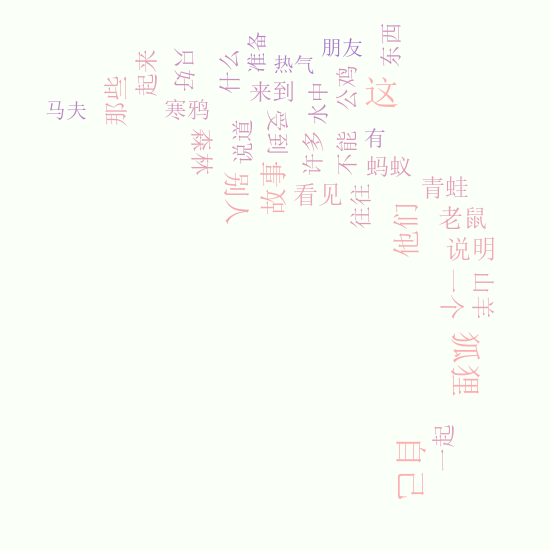 朋友
东西
准备
什么
热气
只好
起来
那些
来到
水中
公鸡
这
马夫
寒鸦
森林
说道
受到
许多
不能
有
蚂蚁
别人
故事
看见
往往
青蛙
老鼠
他们
说明
一个
山羊
狐狸
一起
自己